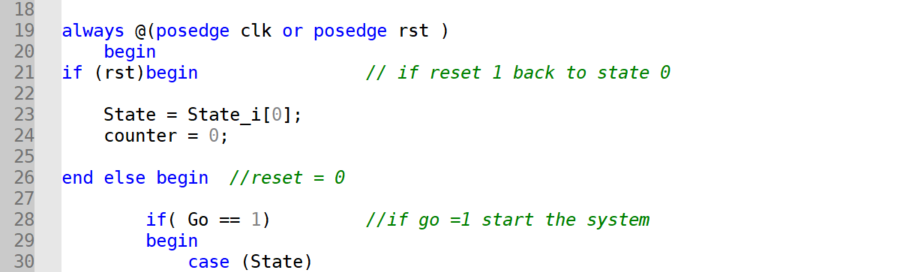 18
19 always @(posedge clk or posedge rst )
20 begin
21 if (rst)begin // if reset 1 back to state 0
22
23 State = State_i[0];
24 counter = 0;
25
26 end else begin //reset = 0
27
28 if( Go == 1) //if go =1 start the system
29 begin
30 case (State)